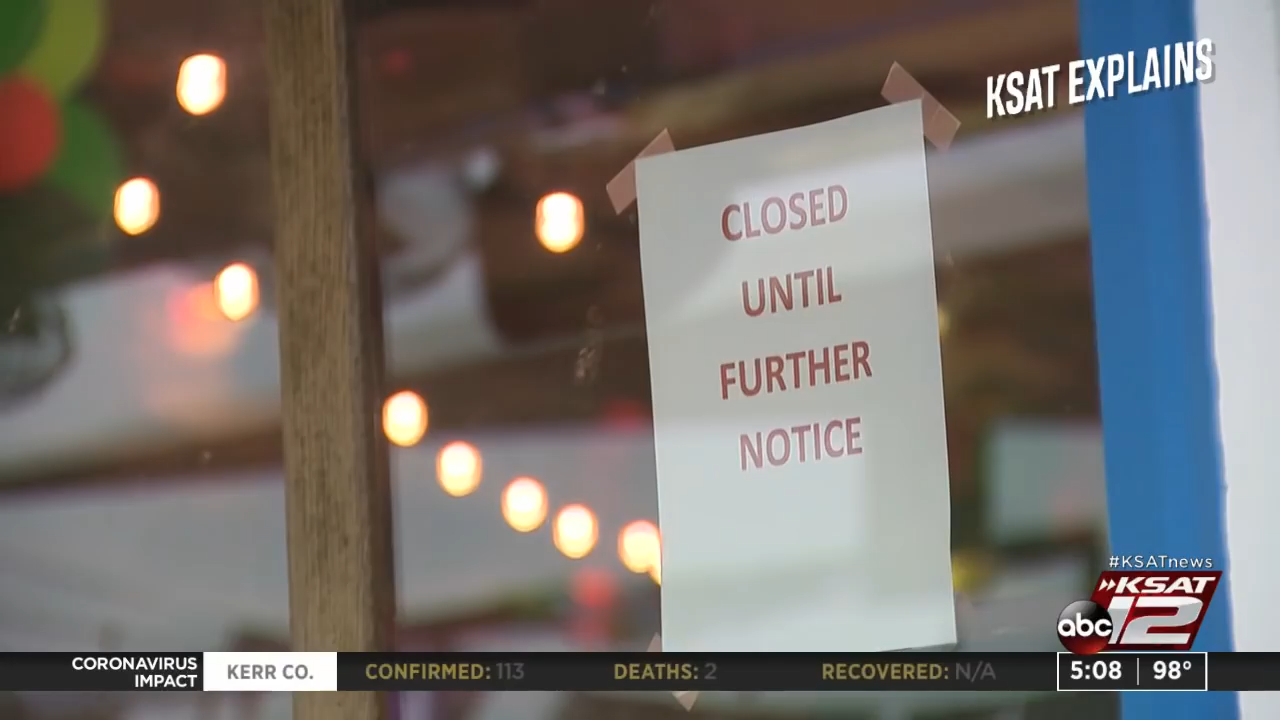 KSAT EXPLAINS
CLOSED
UNTIL
FURTHER
NOTICE
#KSATnews
KSAT
abc 12
CORONAVIRUS
IMPACT
KERR CO.
CONFIRMED: 113
DEATHS: 2
RECOVERED: N/A
5:08
98°